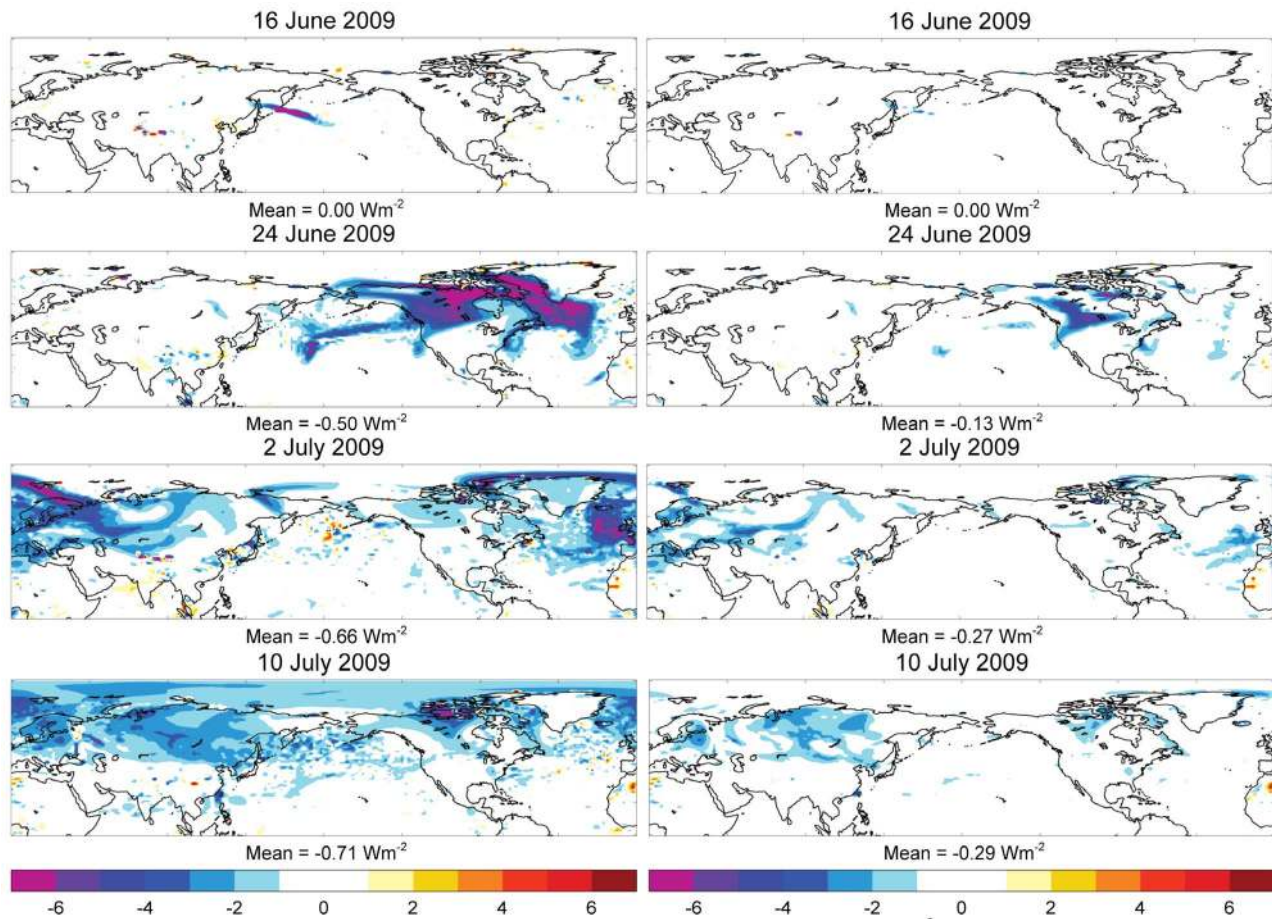 16 June 2009 16 June 2009
Mean = 0.00 Wm⁻² Mean = 0.00 Wm⁻²
24 June 2009 24 June 2009
Mean = -0.50 Wm⁻² Mean = -0.13 Wm⁻²
2 July 2009 2 July 2009
Mean = -0.66 Wm⁻² Mean = -0.27 Wm⁻²
10 July 2009 10 July 2009
Mean = -0.71 Wm⁻² Mean = -0.29 Wm⁻²
-6 -4 -2 0 2 4 6 -6 -4 -2 0 2 4 6